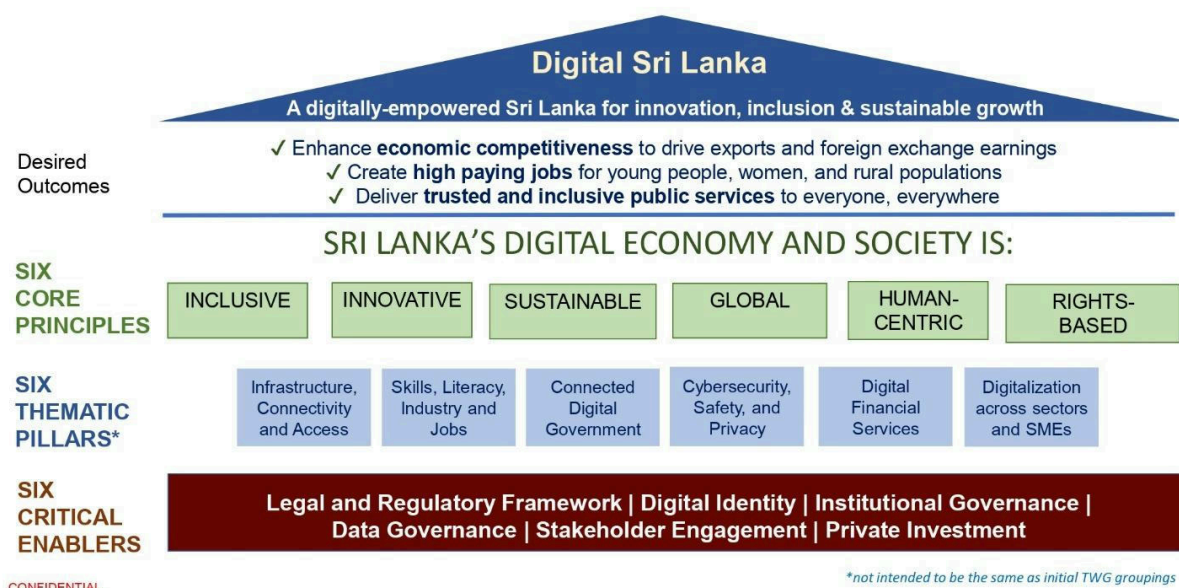 Digital Sri Lanka
A digitally-empowered Sri Lanka for innovation, inclusion & sustainable growth
Desired
Outcomes
✓ Enhance economic competitiveness to drive exports and foreign exchange earnings
✓ Create high paying jobs for young people, women, and rural populations
✓ Deliver trusted and inclusive public services to everyone, everywhere
SRI LANKA'S DIGITAL ECONOMY AND SOCIETY IS:
SIX
CORE
PRINCIPLES
INCLUSIVE
INNOVATIVE
SUSTAINABLE
GLOBAL
HUMAN-
CENTRIC
RIGHTS-
BASED
SIX
THEMATIC
PILLARS*
Infrastructure,
Connectivity
and Access
Skills, Literacy,
Industry and
Jobs
Connected
Digital
Government
Cybersecurity,
Safety, and
Privacy
Digital
Financial
Services
Digitalization
across sectors
and SMEs
SIX
CRITICAL
ENABLERS
Legal and Regulatory Framework | Digital Identity | Institutional Governance |
Data Governance | Stakeholder Engagement | Private Investment
*not intended to be the same as initial TWG groupings
CONFIDENTIAL